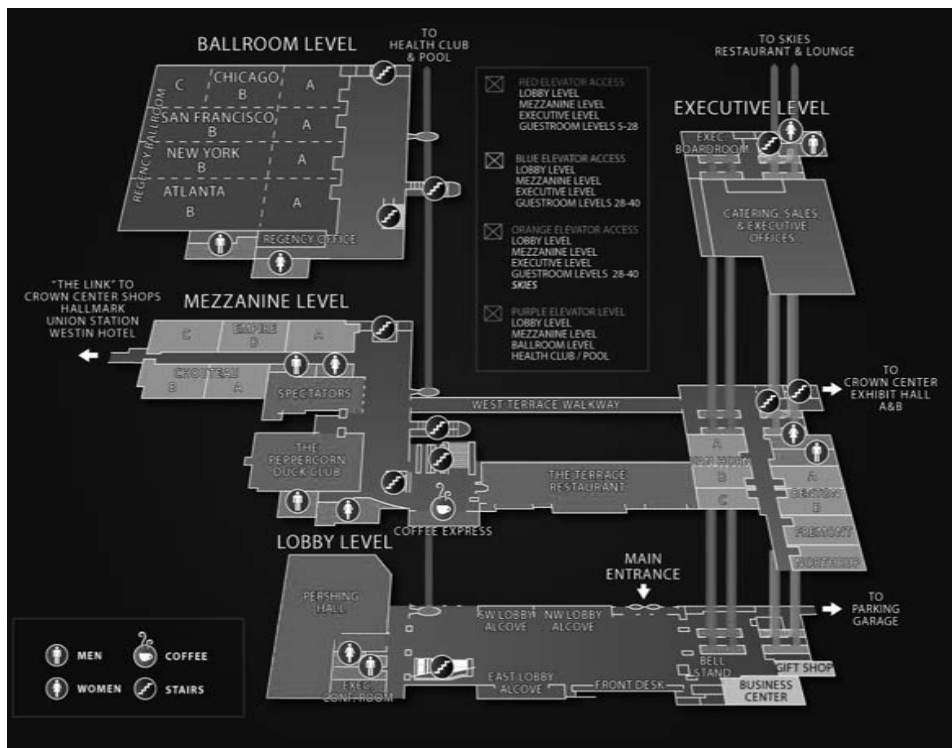 BALLROOM LEVEL
TO
HEALTH CLUB
& POOL
TO SKIES
RESTAURANT & LOUNGE
C
CHICAGO
B
A
SAN FRANCISCO
B
A
NEW YORK
B
A
ATLANTA
B
A
REGENCY BALLROOM
REGENCY OFFICE
RED ELEVATOR ACCESS
LOBBY LEVEL
MEZZANINE LEVEL
EXECUTIVE LEVEL
GUESTROOM LEVELS 5-28
BLUE ELEVATOR ACCESS
LOBBY LEVEL
MEZZANINE LEVEL
EXECUTIVE LEVEL
GUESTROOM LEVELS 28-40
ORANGE ELEVATOR ACCESS
LOBBY LEVEL
MEZZANINE LEVEL
EXECUTIVE LEVEL
GUESTROOM LEVELS 28-40
SKIES
PURPLE ELEVATOR LEVEL
LOBBY LEVEL
MEZZANINE LEVEL
BALLROOM LEVEL
HEALTH CLUB / POOL
EXECUTIVE LEVEL
EXEC.
BOARDROOM
CATERING, SALES,
& EXECUTIVE
OFFICES
"THE LINK" TO
CROWN CENTER SHOPS
HALLMARK
UNION STATION
WESTIN HOTEL
MEZZANINE LEVEL
C
EMPIRE
A
CHOUTEAU
B
A
SPECTATORS
THE
PEPPERCORN
DUCK CLUB
COFFEE EXPRESS
WEST TERRACE WALKWAY
THE TERRACE
RESTAURANT
A
VAN HORN
B
C
TO
CROWN CENTER
EXHIBIT HALL
A&B
A
BENTON
B
FREMONT
NORTHRUP
LOBBY LEVEL
PERSHING
HALL
EXEC.
CONF. ROOM
MAIN
ENTRANCE
SW LOBBY
ALCOVE
NW LOBBY
ALCOVE
EAST LOBBY
ALCOVE
FRONT DESK
BELL
STAND
GIFT SHOP
BUSINESS
CENTER
TO
PARKING
GARAGE
MEN
COFFEE
WOMEN
STAIRS